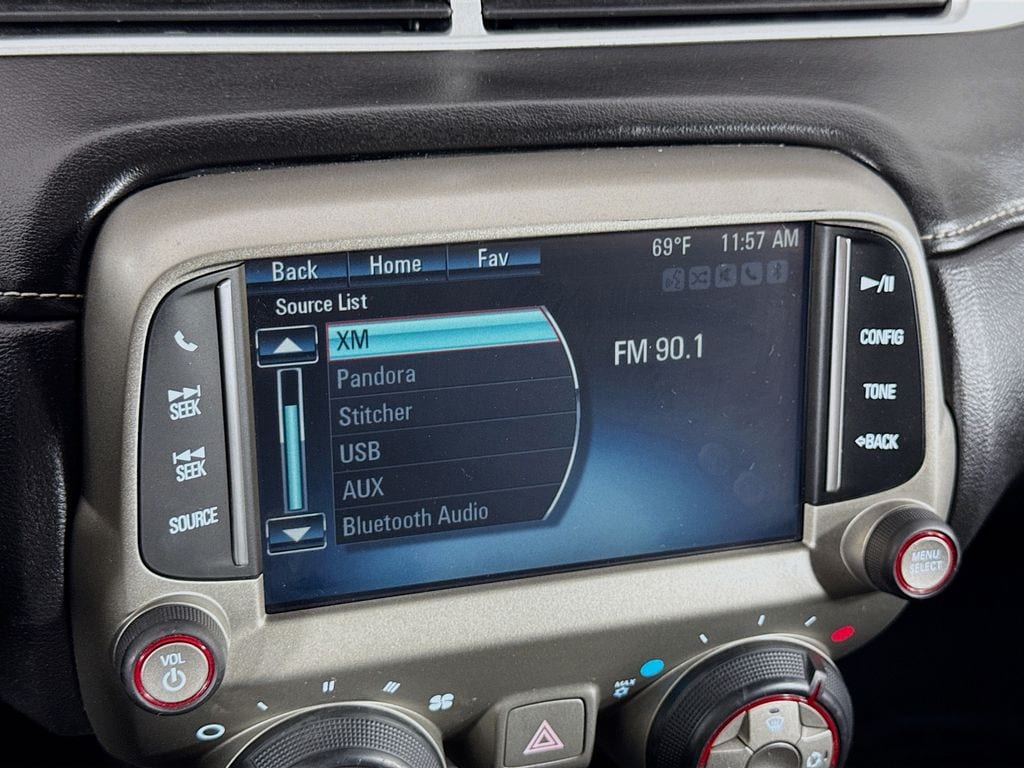 Back Home Fav 69°F 11:57 AM
Source List
XM
Pandora
Stitcher
USB
AUX
Bluetooth Audio
FM 90.1
SEEK
SEEK
SOURCE
CONFIG
TONE
BACK
MENU
SELECT
VOL
MAX